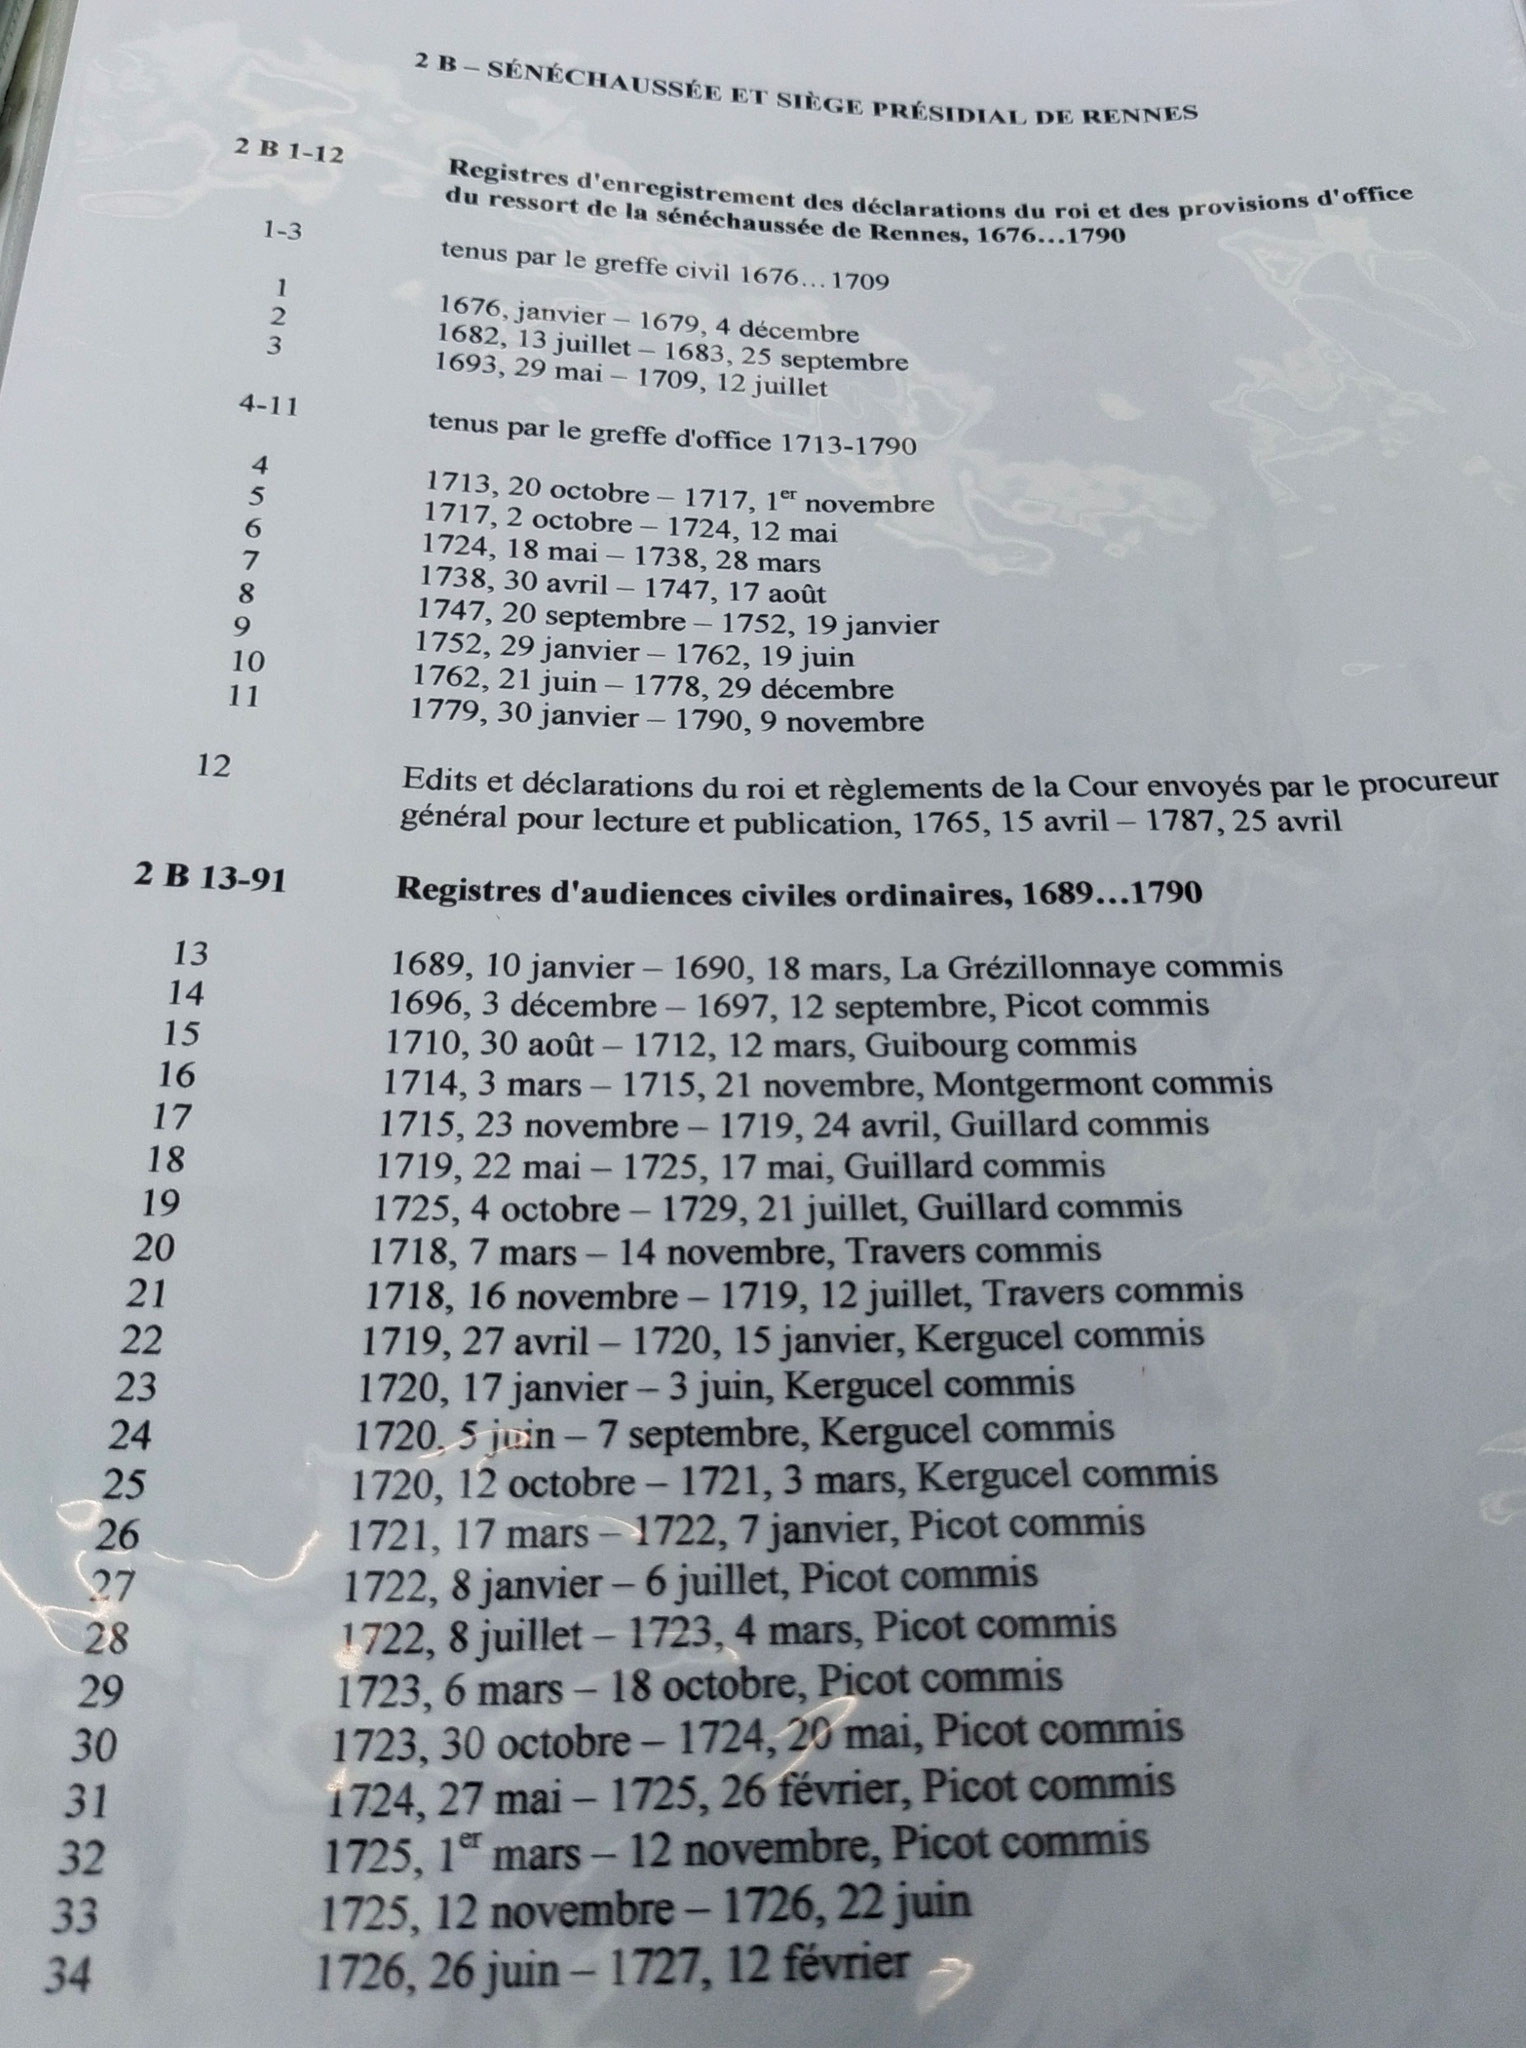 2 B – SÉNÉCHAUSSÉE ET SIÈGE PRÉSIDIAL DE RENNES
2 B 1-12 Registres d'enregistrement des déclarations du roi et des provisions d'office
du ressort de la sénéchaussée de Rennes, 1676…1790
1-3 tenus par le greffe civil 1676…1709
1 1676, janvier – 1679, 4 décembre
2 1682, 13 juillet – 1683, 25 septembre
3 1693, 29 mai – 1709, 12 juillet
4-11 tenus par le greffe d'office 1713-1790
4 1713, 20 octobre – 1717, 1er novembre
5 1717, 2 octobre – 1724, 12 mai
6 1724, 18 mai – 1738, 28 mars
7 1738, 30 avril – 1747, 17 août
8 1747, 20 septembre – 1752, 19 janvier
9 1752, 29 janvier – 1762, 19 juin
10 1762, 21 juin – 1778, 29 décembre
11 1779, 30 janvier – 1790, 9 novembre
12 Edits et déclarations du roi et règlements de la Cour envoyés par le procureur
général pour lecture et publication, 1765, 15 avril – 1787, 25 avril
2 B 13-91 Registres d'audiences civiles ordinaires, 1689…1790
13 1689, 10 janvier – 1690, 18 mars, La Grézillonnaye commis
14 1696, 3 décembre – 1697, 12 septembre, Picot commis
15 1710, 30 août – 1712, 12 mars, Guibourg commis
16 1714, 3 mars – 1715, 21 novembre, Montgermont commis
17 1715, 23 novembre – 1719, 24 avril, Guillard commis
18 1719, 22 mai – 1725, 17 mai, Guillard commis
19 1725, 4 octobre – 1729, 21 juillet, Guillard commis
20 1718, 7 mars – 14 novembre, Travers commis
21 1718, 16 novembre – 1719, 12 juillet, Travers commis
22 1719, 27 avril – 1720, 15 janvier, Kergucel commis
23 1720, 17 janvier – 3 juin, Kergucel commis
24 1720, 5 juin – 7 septembre, Kergucel commis
25 1720, 12 octobre – 1721, 3 mars, Kergucel commis
26 1721, 17 mars – 1722, 7 janvier, Picot commis
27 1722, 8 janvier – 6 juillet, Picot commis
28 1722, 8 juillet – 1723, 4 mars, Picot commis
29 1723, 6 mars – 18 octobre, Picot commis
30 1723, 30 octobre – 1724, 20 mai, Picot commis
31 1724, 27 mai – 1725, 26 février, Picot commis
32 1725, 1er mars – 12 novembre, Picot commis
33 1725, 12 novembre – 1726, 22 juin
34 1726, 26 juin – 1727, 12 février